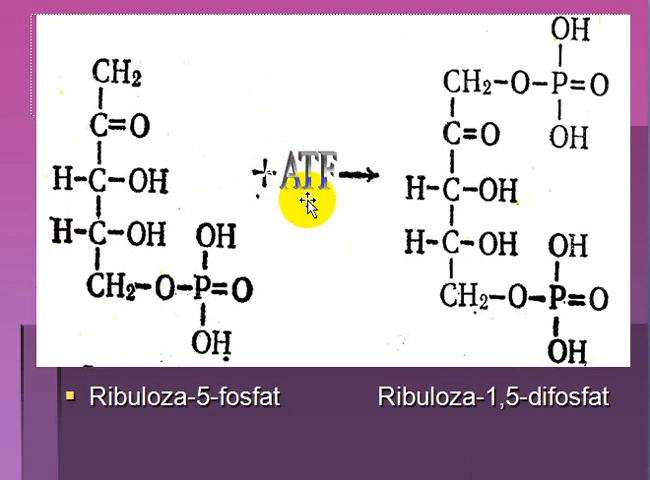 OH
CH₂ CH₂-O-P=O
C=O C=O OH
H-C-OH + ATF → H-C-OH
H-C-OH OH H-C-OH OH
CH₂-O-P=O CH₂-O-P=O
OH OH
Ribuloza-5-fosfat Ribuloza-1,5-difosfat